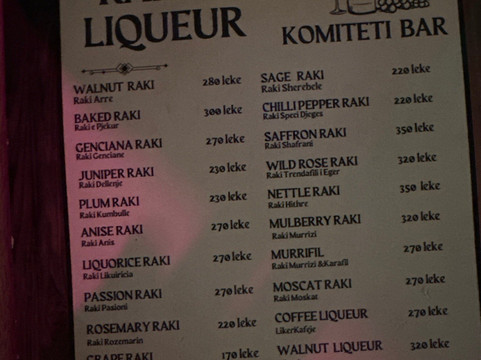 LIQUEUR
KOMITETI BAR
WALNUT RAKI 280 leke
Raki Arre
BAKED RAKI 300 leke
Raki e Pjekur
GENCIANA RAKI 270 leke
Raki Genciane
JUNIPER RAKI 230 leke
Raki Dellenje
PLUM RAKI 230 leke
Raki Kumbulle
ANISE RAKI 270 leke
Raki Anis
LIQUORICE RAKI 270 leke
Raki Likuiricia
PASSION RAKI 270 leke
Raki Pasioni
ROSEMARY RAKI 220 leke
Raki Rozemarin
GRAPE RAKI 170 leke
SAGE RAKI 220 leke
Raki Sherebele
CHILLI PEPPER RAKI 220 leke
Raki Speci Djeges
SAFFRON RAKI 350 leke
Raki Shafrani
WILD ROSE RAKI 320 leke
Raki Trendafili i Eger
NETTLE RAKI 350 leke
Raki Hithre
MULBERRY RAKI 320 leke
Raki Murrizi
MURRIFIL 270 leke
Raki Murrizi &Karafil
MOSCAT RAKI 270 leke
Raki Moskat
COFFEE LIQUEUR 270 leke
LikerKafeje
WALNUT LIQUEUR 320 leke